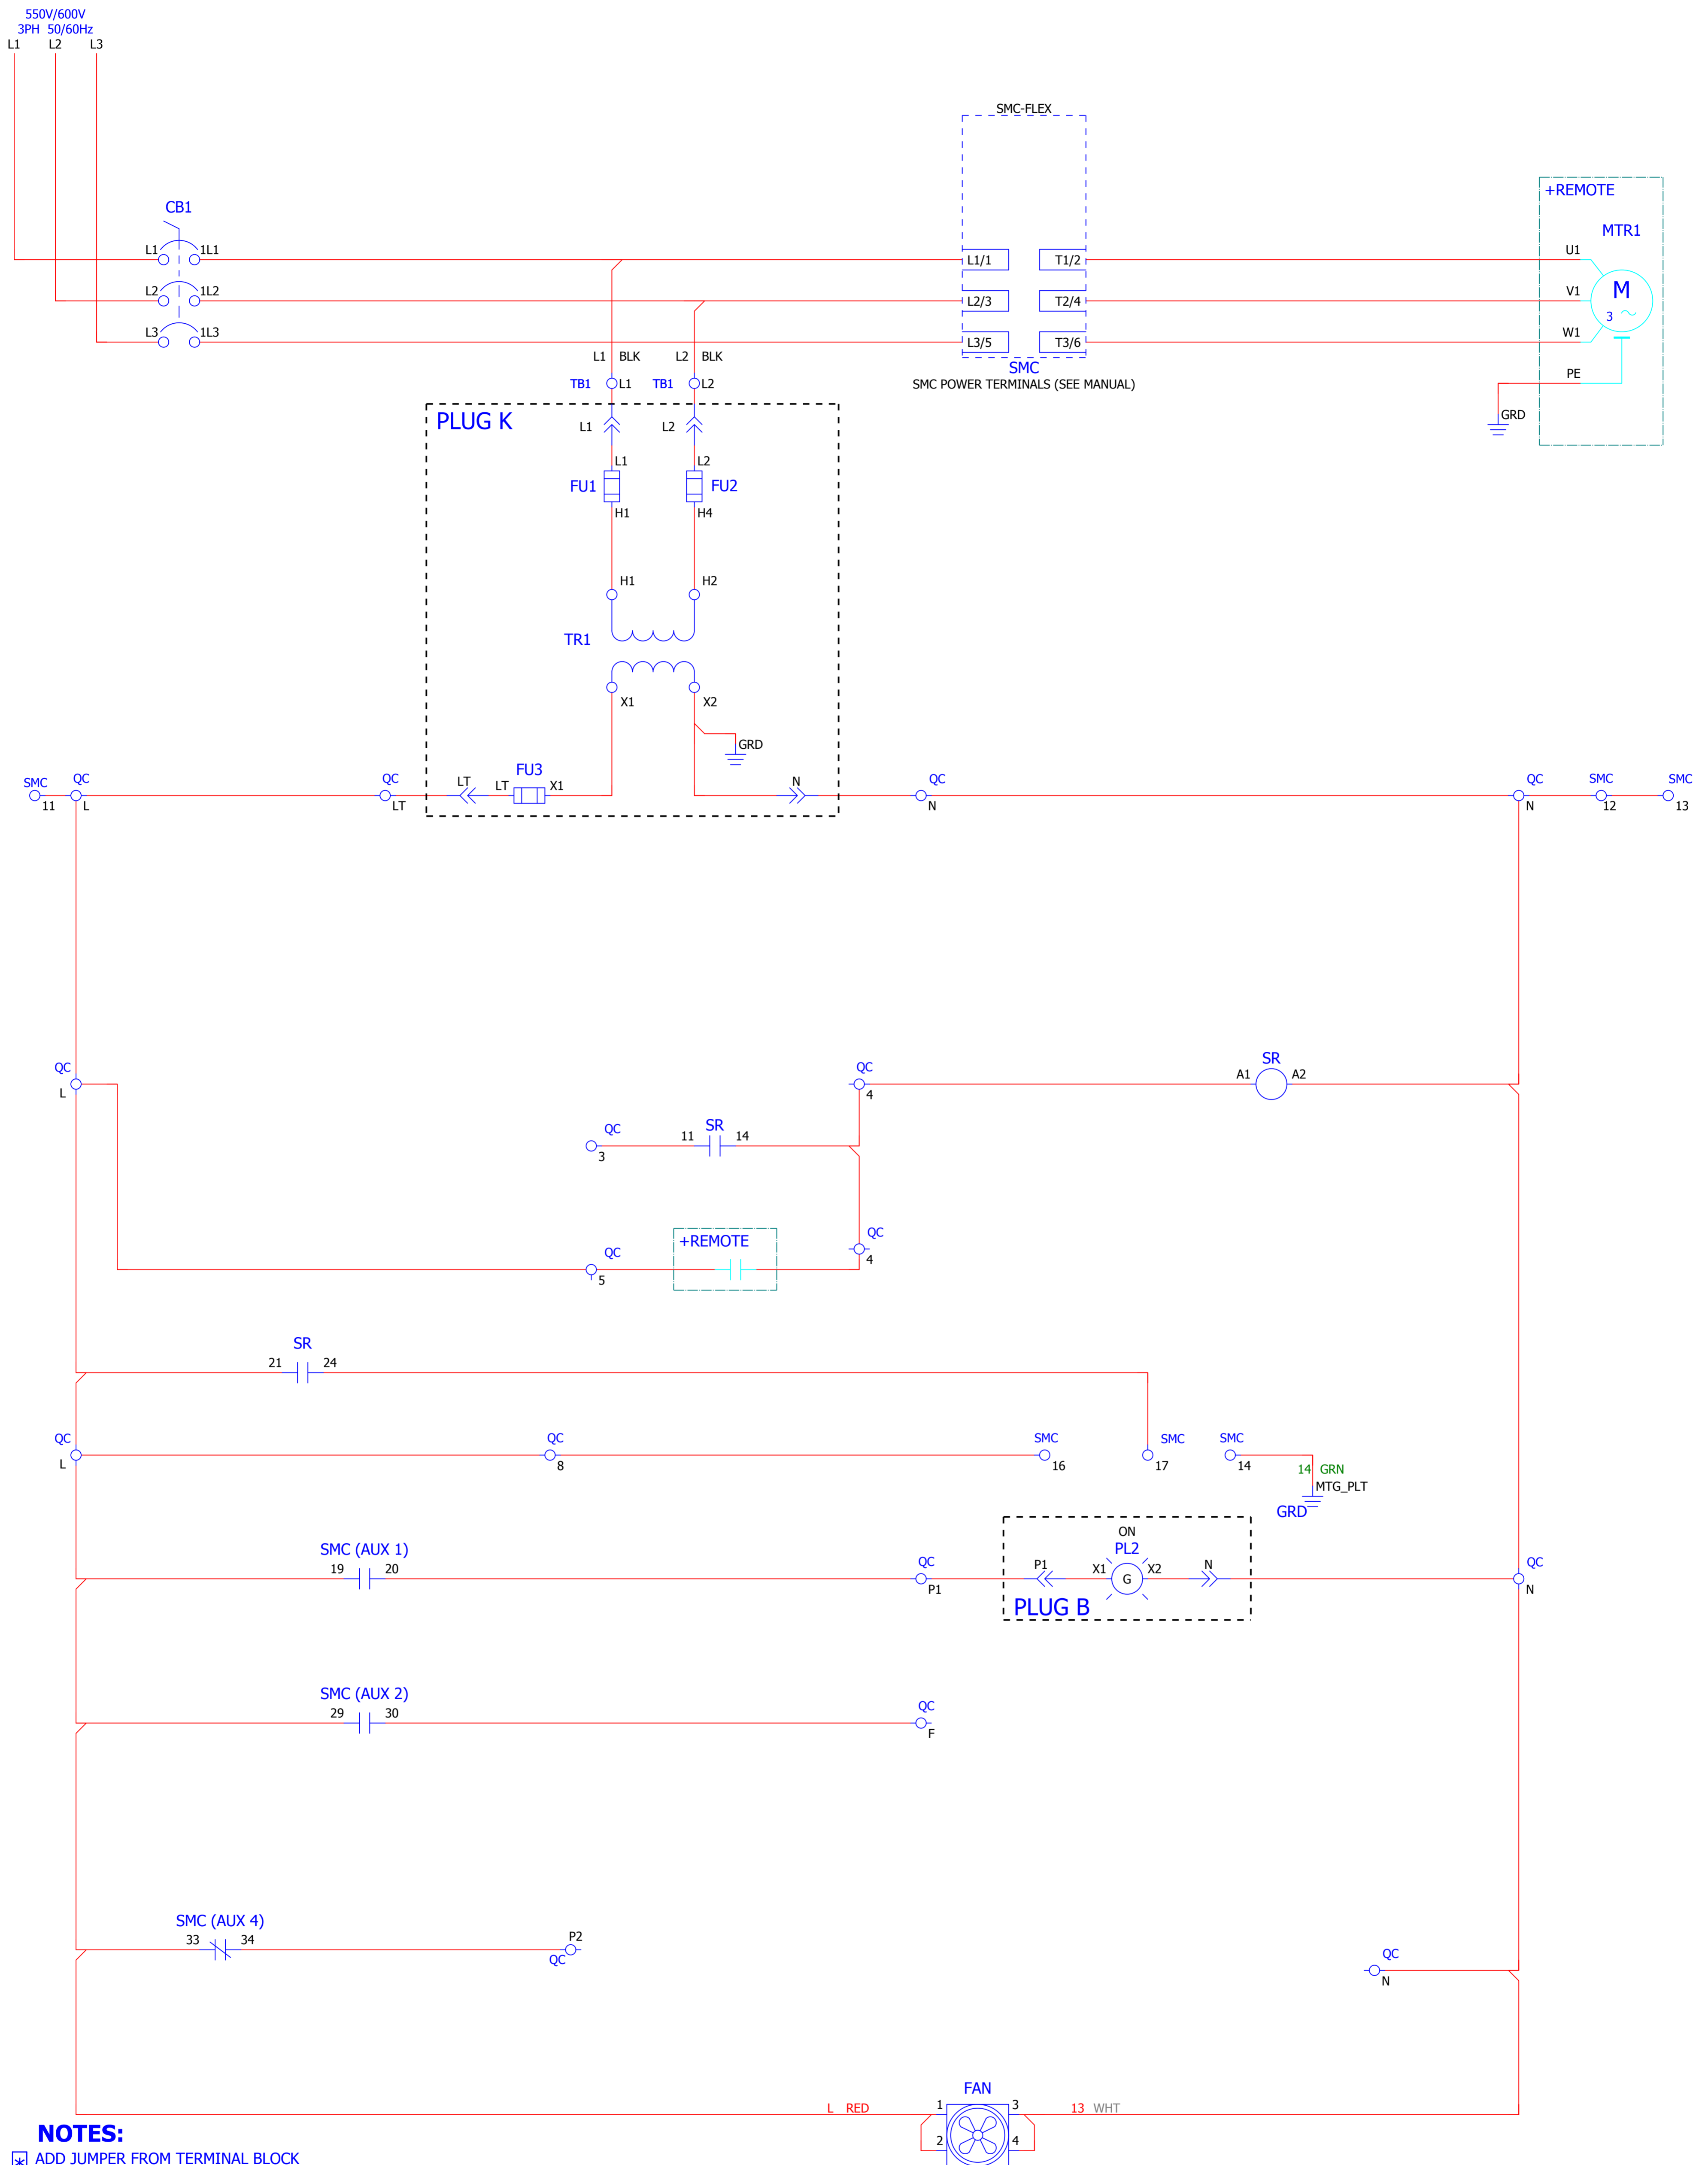 550V/600V
3PH 50/60Hz
L1 L2 L3
SMC-FLEX
+REMOTE
CB1
MTR1
L1 1L1
L1/1 T1/2
U1
L2 1L2
L2/3 T2/4
V1
M
3
L3 1L3
L3/5 T3/6
W1
L1 BLK L2 BLK
SMC
PE
TB1 L1 TB1 L2
SMC POWER TERMINALS (SEE MANUAL)
GRD
PLUG K
L1 L2
L1 L2
FU1 FU2
H1 H4
H1 H2
TR1
X1 X2
GRD
FU3
SMC QC QC LT LT X1 N QC QC SMC SMC
11 L LT N N 12 13
QC QC SR
L 4 A1 A2
QC SR
3 11 14
QC
4
+REMOTE
QC
5
SR
21 24
QC QC SMC SMC SMC
L 8 16 17 14
14 GRN
MTG_PLT
GRD
ON
SMC (AUX 1) PL2
19 20 QC P1 X1 X2 N QC
G
P1 N
PLUG B
SMC (AUX 2)
29 30 QC
F
SMC (AUX 4)
33 34 P2
QC
QC
N
FAN
L RED 1 3 13 WHT
2 4
NOTES:
* ADD JUMPER FROM TERMINAL BLOCK